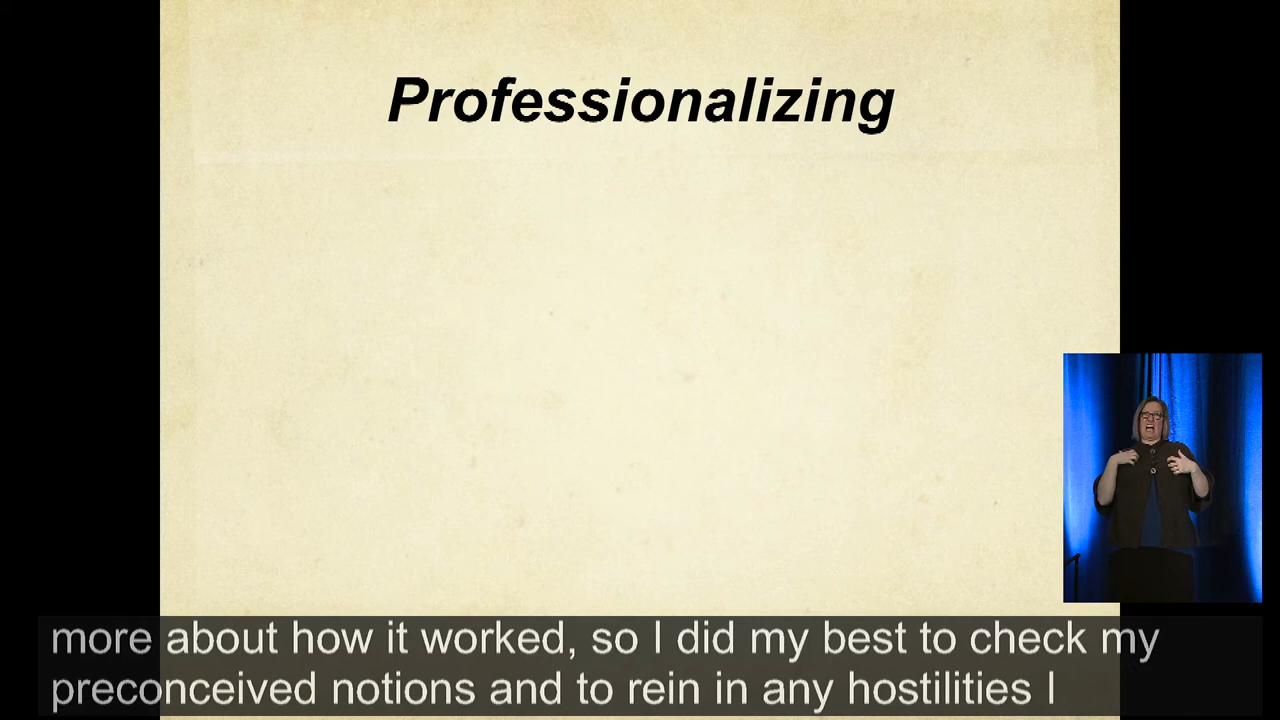 Professionalizing
more about how it worked, so I did my best to check my
preconceived notions and to rein in any hostilities I